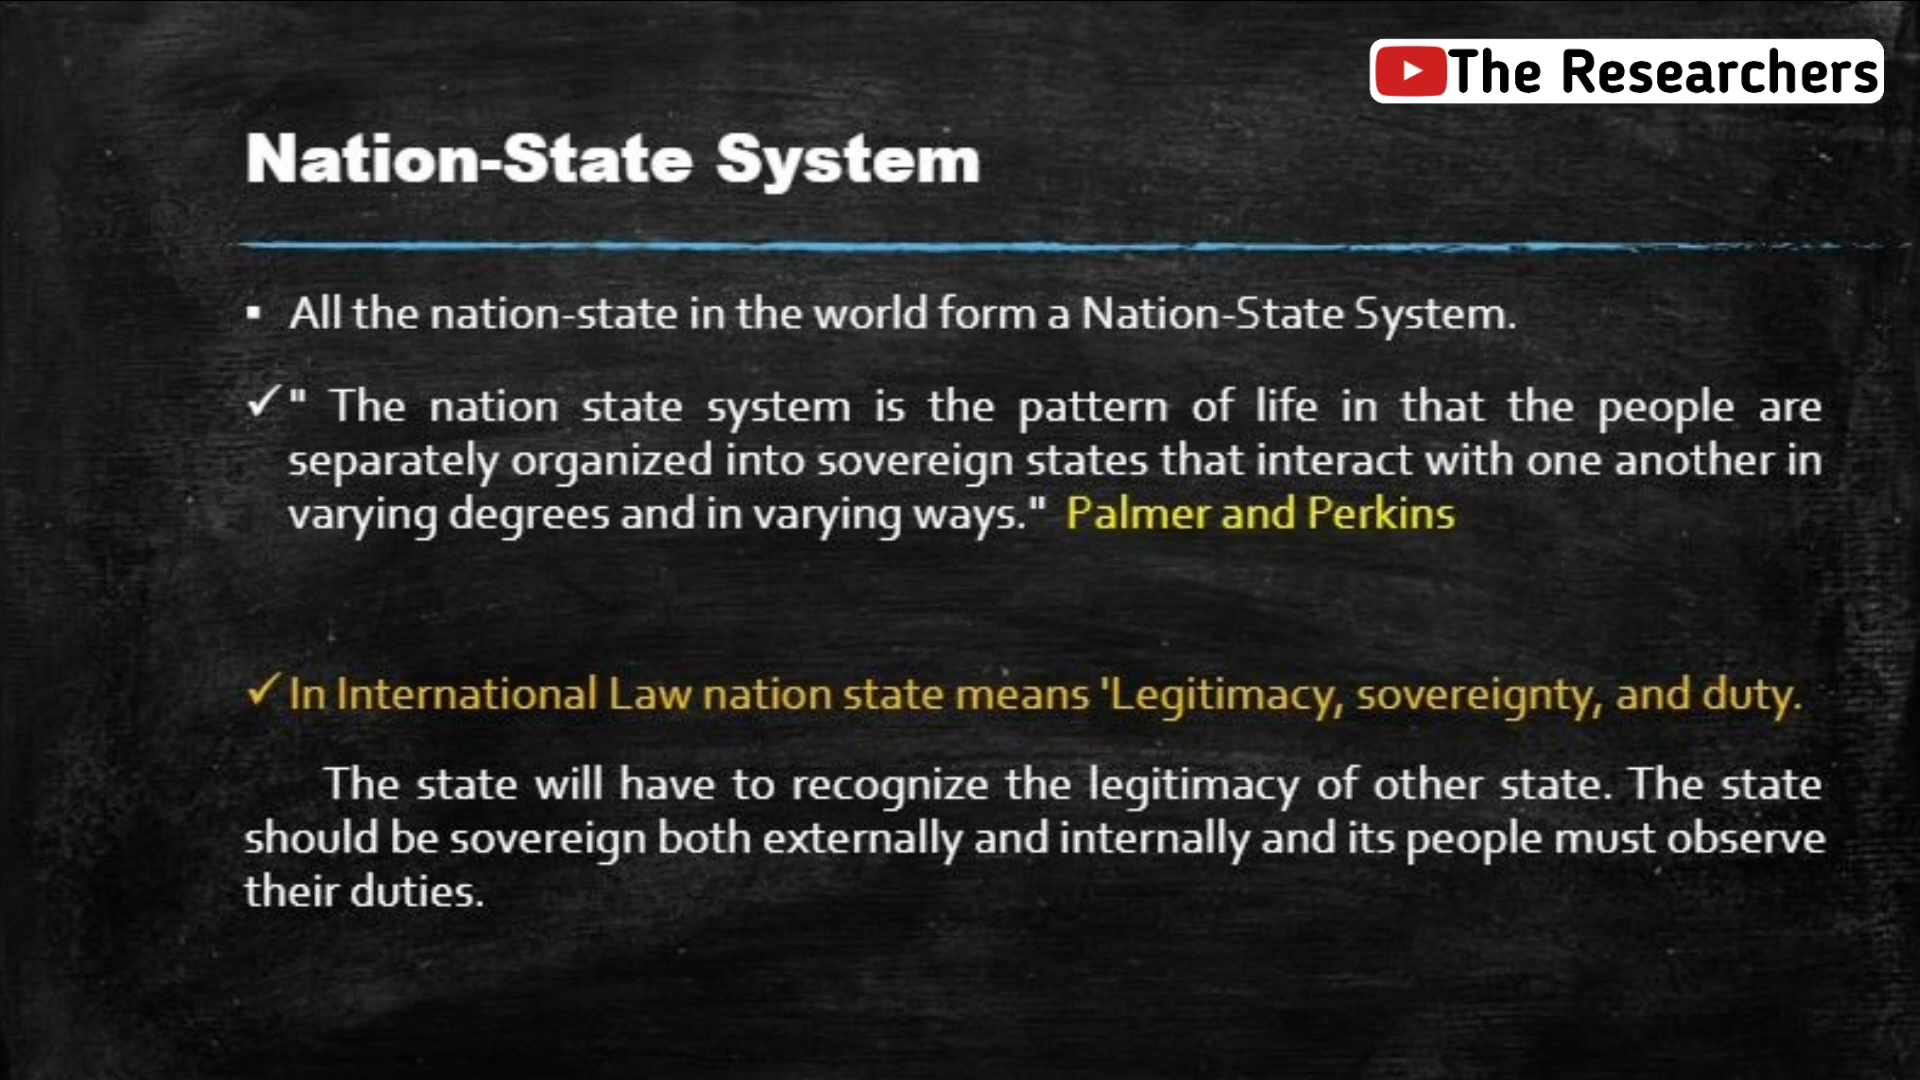 The Researchers
Nation-State System
▪ All the nation-state in the world form a Nation-State System.
✓" The nation state system is the pattern of life in that the people are
separately organized into sovereign states that interact with one another in
varying degrees and in varying ways." Palmer and Perkins
✓In International Law nation state means 'Legitimacy, sovereignty, and duty.
The state will have to recognize the legitimacy of other state. The state
should be sovereign both externally and internally and its people must observe
their duties.